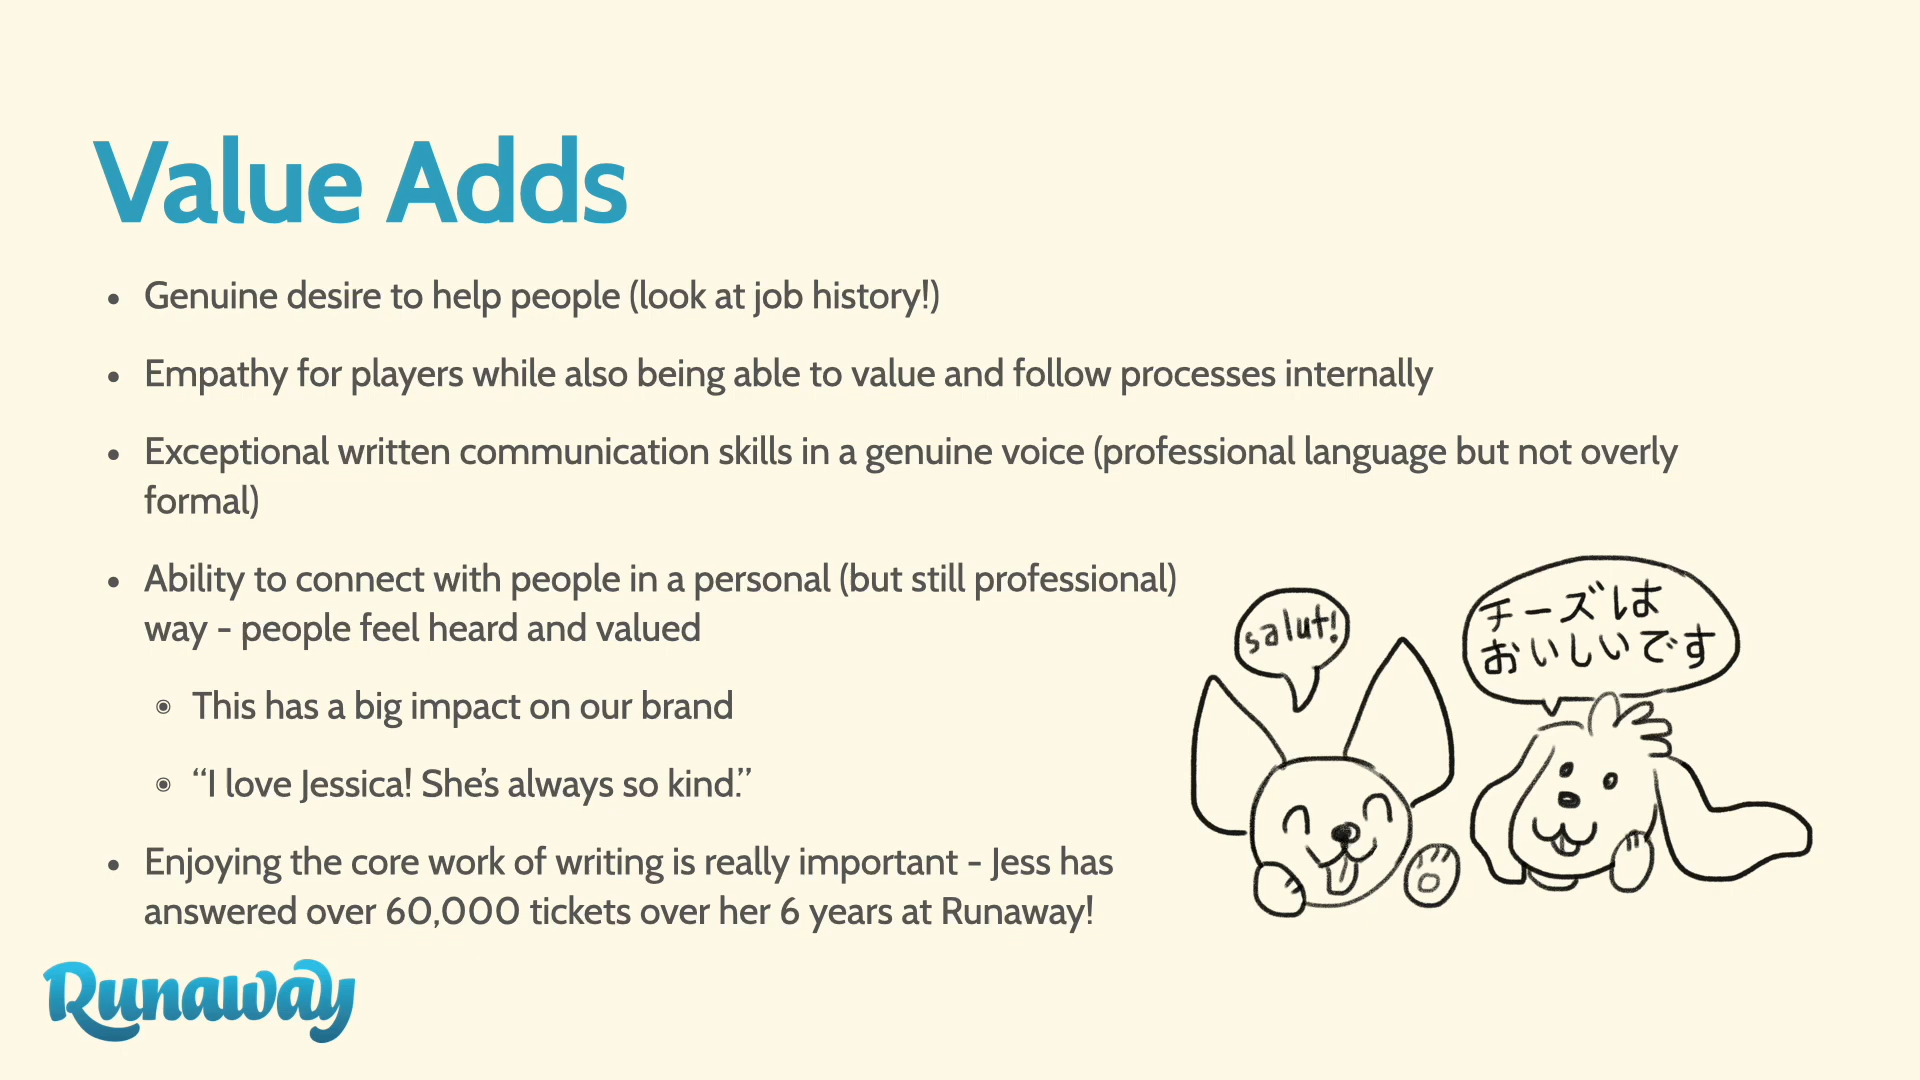 Value Adds
• Genuine desire to help people (look at job history!)
• Empathy for players while also being able to value and follow processes internally
• Exceptional written communication skills in a genuine voice (professional language but not overly
formal)
• Ability to connect with people in a personal (but still professional)
way - people feel heard and valued
◉ This has a big impact on our brand
◉ “I love Jessica! She’s always so kind.”
• Enjoying the core work of writing is really important - Jess has
answered over 60,000 tickets over her 6 years at Runaway!
salut!
チーズは
おいしいです
Runaway